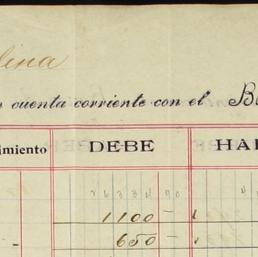 lina
cuenta corriente con el B
imiento DEBE HA
1100 –
650 –